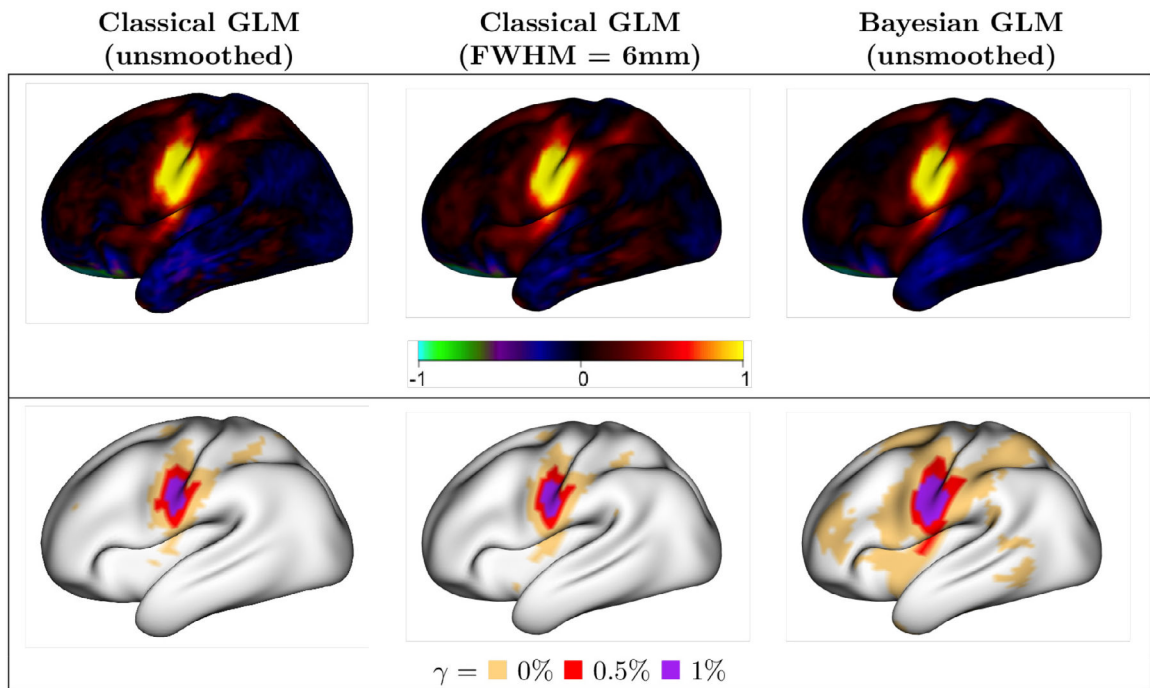 Classical GLM
(unsmoothed)
Classical GLM
(FWHM = 6mm)
Bayesian GLM
(unsmoothed)
-1 0 1
γ = 0% 0.5% 1%